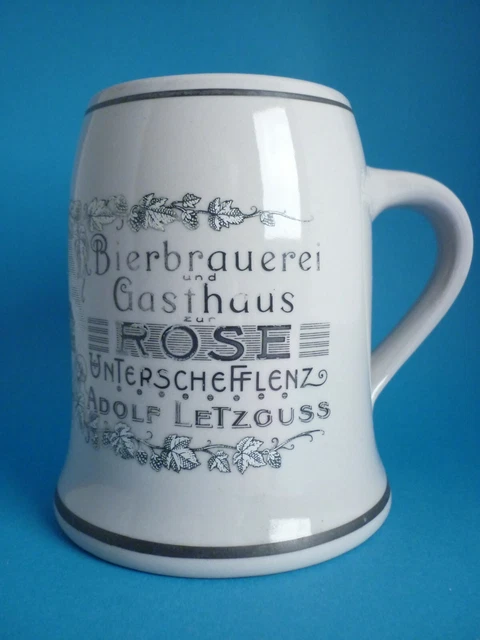 Bierbrauerei
und
Gasthaus
zur
ROSE
UNTERSCHEFFLENZ
ADOLF LETZGUSS